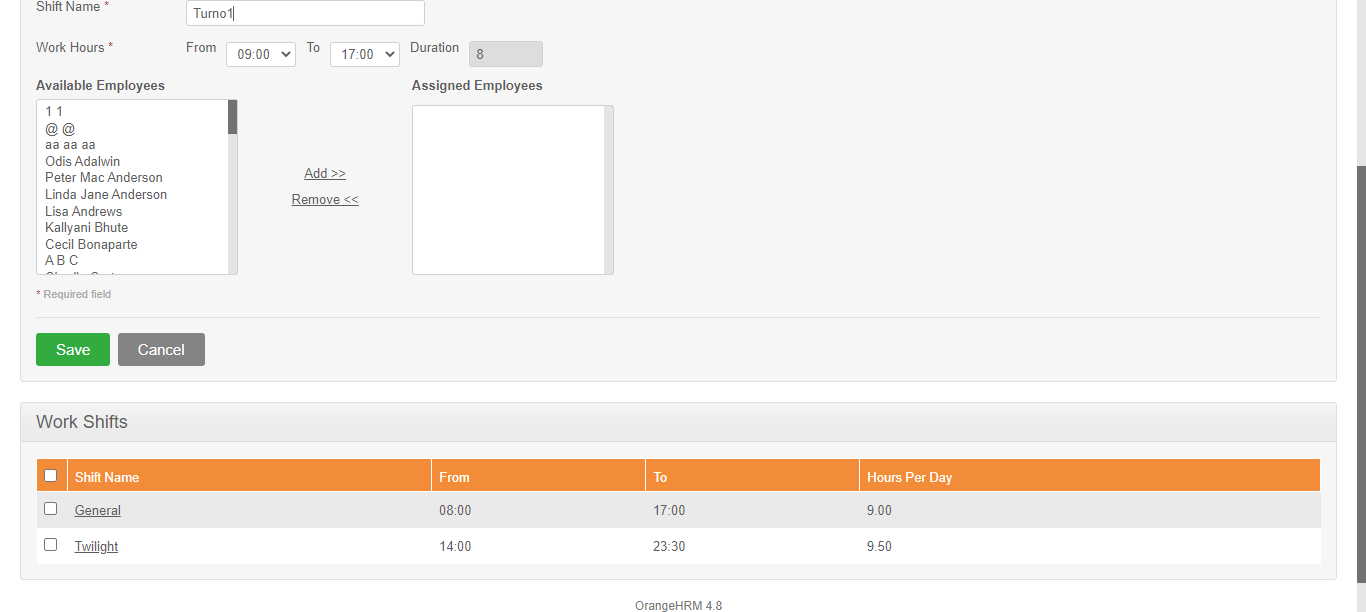 Shift Name *
Turno1
Work Hours *
From
09:00
To
17:00
Duration
8
Available Employees
Assigned Employees
1 1
@ @
aa aa aa
Odis Adalwin
Peter Mac Anderson
Linda Jane Anderson
Lisa Andrews
Kallyani Bhute
Cecil Bonaparte
A B C
Add >>
Remove <<
* Required field
Save
Cancel
Work Shifts
Shift Name From To Hours Per Day
General 08:00 17:00 9.00
Twilight 14:00 23:30 9.50
OrangeHRM 4.8